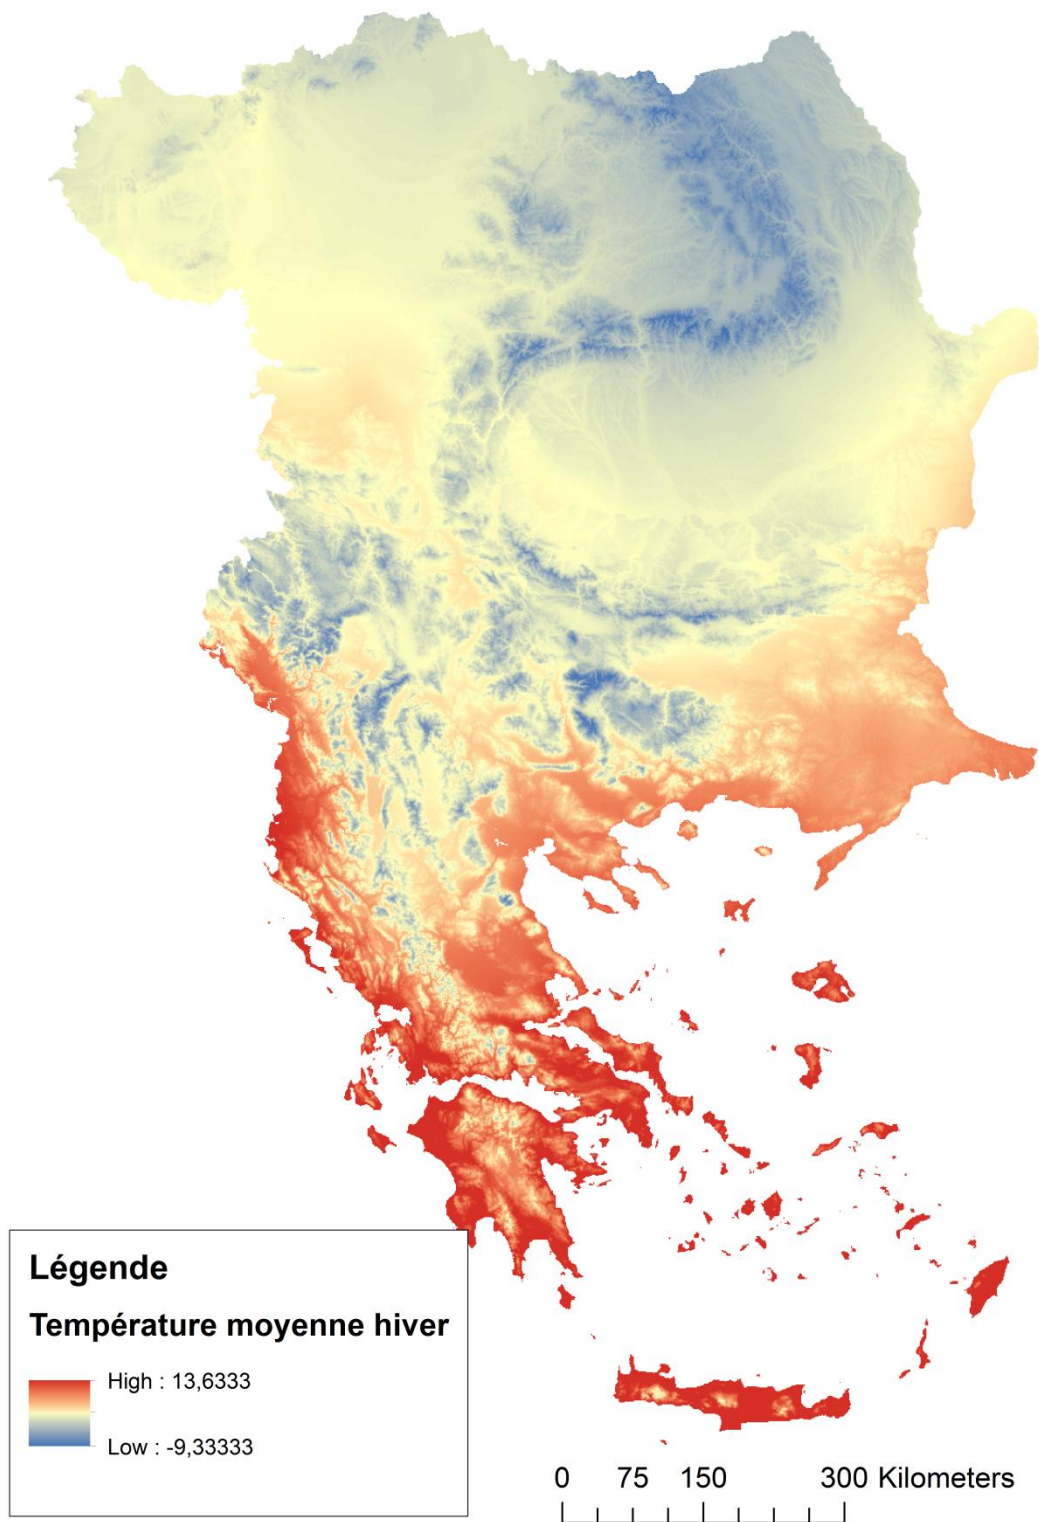 Légende
Température moyenne hiver
High : 13,6333
Low : -9,33333
0 75 150 300 Kilometers